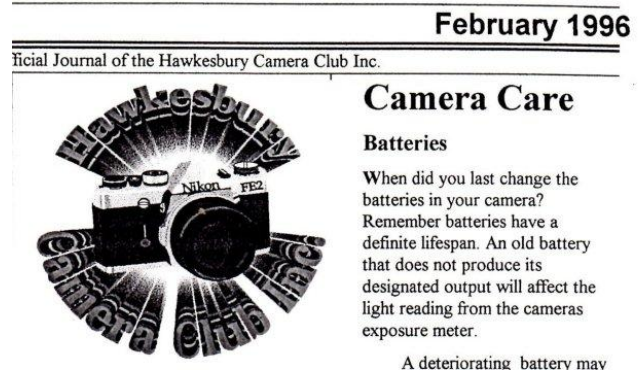 February 1996
ficial Journal of the Hawkesbury Camera Club Inc.
Hawkesbury
Nikon FE2
Camera Club Inc
Camera Care
Batteries
When did you last change the
batteries in your camera?
Remember batteries have a
definite lifespan. An old battery
that does not produce its
designated output will affect the
light reading from the cameras
exposure meter.
A deteriorating battery may